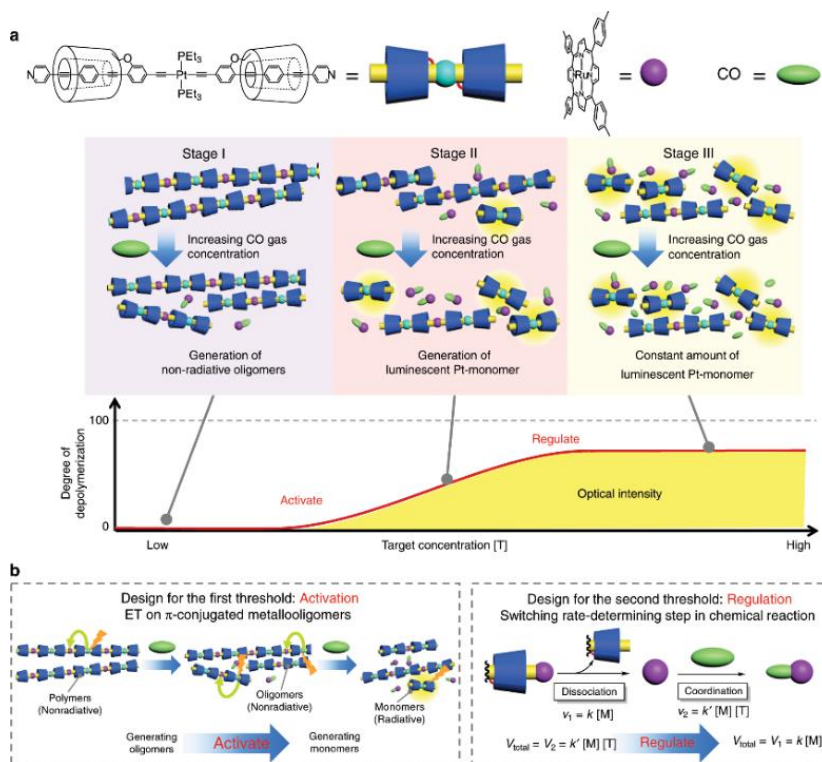 a
PEt3
N
O
Pt
O
N
PEt3
=
Ru
=
CO =
Stage I
Increasing CO gas
concentration
Generation of
non-radiative oligomers
Stage II
Increasing CO gas
concentration
Generation of
luminescent Pt-monomer
Stage III
Increasing CO gas
concentration
Constant amount of
luminescent Pt-monomer
Degree of
depolymerization
100
0
Activate
Regulate
Optical intensity
Low
Target concentration [T]
High
b
Design for the first threshold: Activation
ET on π-conjugated metallooligomers
Polymers
(Nonradiative)
Oligomers
(Nonradiative)
Monomers
(Radiative)
Generating
oligomers
Activate
Generating
monomers
Design for the second threshold: Regulation
Switching rate-determining step in chemical reaction
Dissociation
v1 = k [M]
Coordination
v2 = k′ [M] [T]
Vtotal = V2 = k′ [M] [T]
Regulate
Vtotal = V1 = k [M]